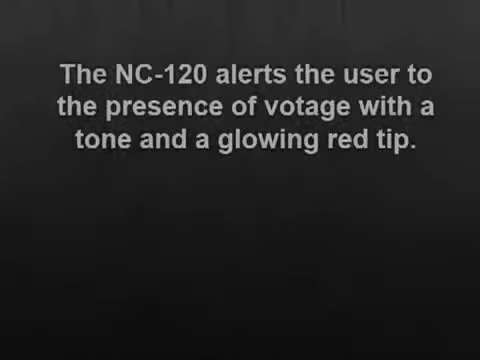 The NC-120 alerts the user to
the presence of votage with a
tone and a glowing red tip.